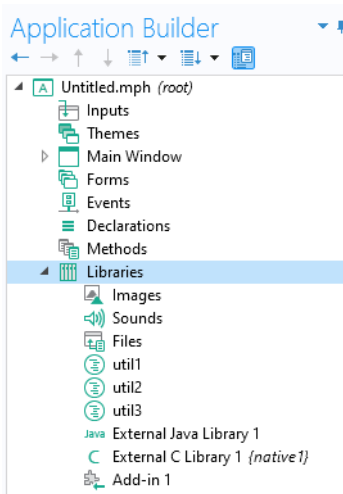 Application Builder
Untitled.mph (root)
Inputs
Themes
Main Window
Forms
Events
Declarations
Methods
Libraries
Images
Sounds
Files
util1
util2
util3
Java External Java Library 1
C External C Library 1 {native1}
Add-in 1